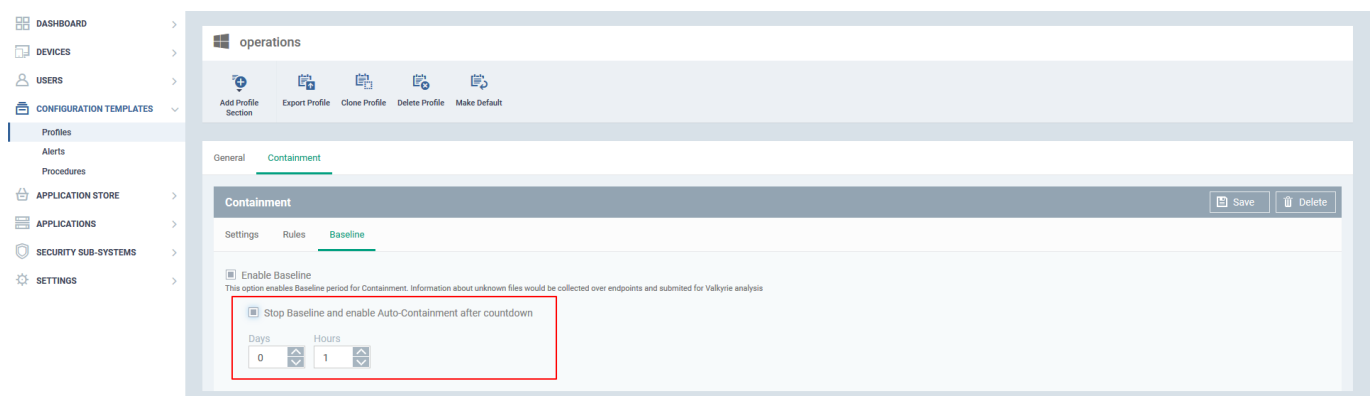 DASHBOARD
DEVICES
USERS
CONFIGURATION TEMPLATES
Profiles
Alerts
Procedures
APPLICATION STORE
APPLICATIONS
SECURITY SUB-SYSTEMS
SETTINGS
operations
Add Profile Section
Export Profile
Clone Profile
Delete Profile
Make Default
General Containment
Containment
Save
Delete
Settings Rules Baseline
Enable Baseline
This option enables Baseline period for Containment. Information about unknown files would be collected over endpoints and submited for Valkyrie analysis
Stop Baseline and enable Auto-Containment after countdown
Days Hours
0 1